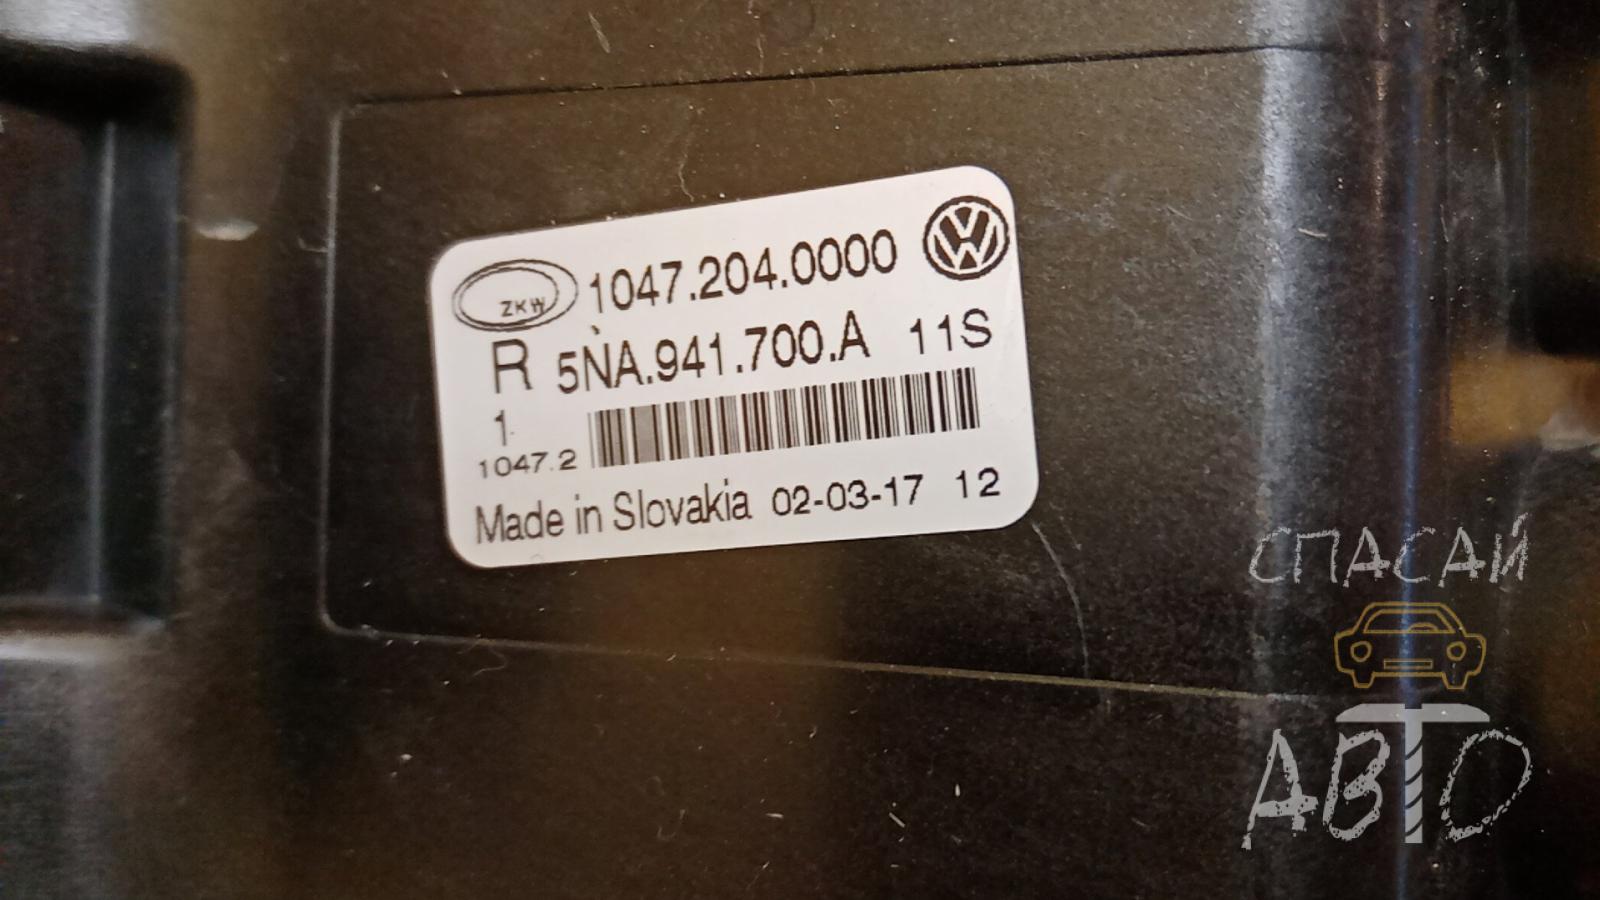 ZKW 1047.204.0000
R 5NA.941.700.A 11S
1
1047.2
Made in Slovakia 02-03-17 12
СПАСАЙ
АВТО